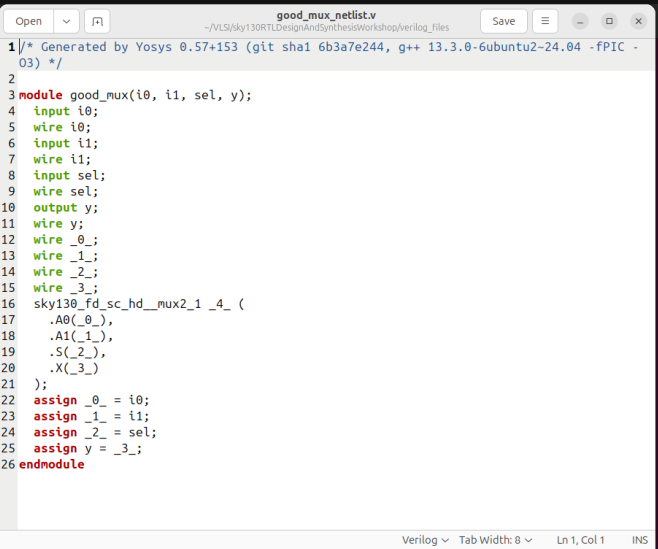 Open
good_mux_netlist.v
~/VLSI/sky130RTLDesignAndSynthesisWorkshop/verilog_files
Save
1 /* Generated by Yosys 0.57+153 (git sha1 6b3a7e244, g++ 13.3.0-6ubuntu2~24.04 -fPIC -
O3) */
2
3 module good_mux(i0, i1, sel, y);
4   input i0;
5   wire i0;
6   input i1;
7   wire i1;
8   input sel;
9   wire sel;
10   output y;
11   wire y;
12   wire _0_;
13   wire _1_;
14   wire _2_;
15   wire _3_;
16   sky130_fd_sc_hd__mux2_1 _4_ (
17     .A0(_0_),
18     .A1(_1_),
19     .S(_2_),
20     .X(_3_)
21   );
22   assign _0_ = i0;
23   assign _1_ = i1;
24   assign _2_ = sel;
25   assign y = _3_;
26 endmodule
Verilog Tab Width: 8 Ln 1, Col 1 INS